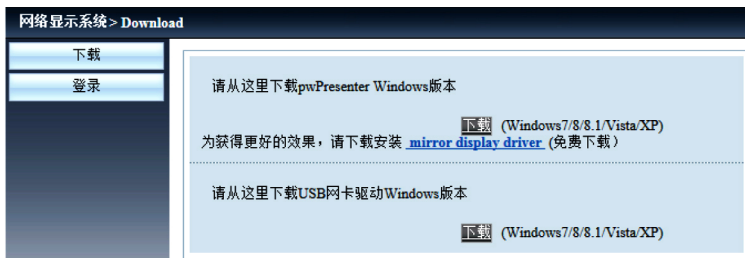 网络显示系统> Download
下载
登录
请从这里下载pwPresenter Windows版本
下载 (Windows7/8/8.1/Vista/XP)
为获得更好的效果，请下载安装 mirror display driver (免费下载)
请从这里下载USB网卡驱动Windows版本
下载 (Windows7/8/8.1/Vista/XP)